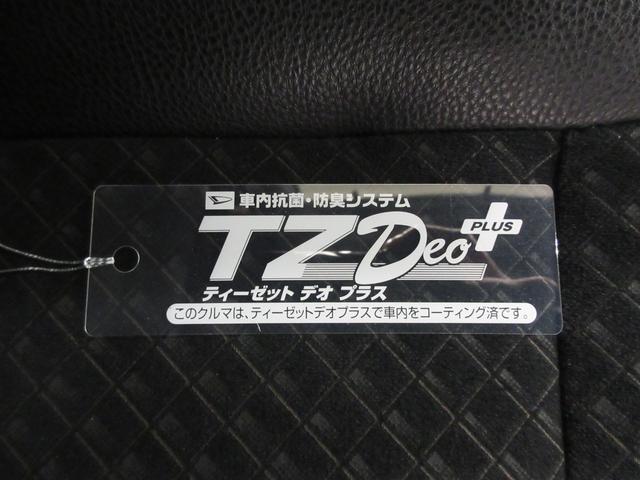 車内抗菌・防臭システム
TZ Deo PLUS
ティーゼット デオ プラス
このクルマは、ティーゼットデオプラスで車内をコーティング済です。